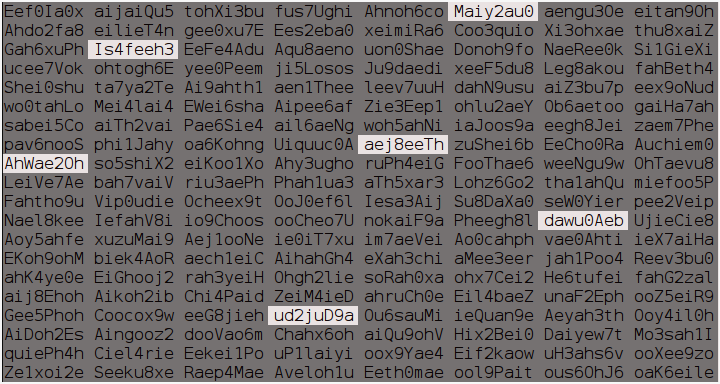 Eef0Ia0x aijaiQu5 tohXi3bu fus7Ughi Ahnoh6co Maiy2au0 aengu3Oe eitan9Oh
Ahdo2fa8 eilieT4n gee0xu7E Ees2eba0 xeimiRa6 Coo3quio Xi3ohxae thu8xaiZ
Gah6xuPh Is4feeh3 EeFe4Adu Aqu8aeno uon0Shae Donoh9fo NaeRee0k Si1GieXi
ucee7Vok ohtogh6E yee0Peem ji5Losos Ju9daedi xeeF5du8 Leg8akou fahBeth4
Shei0shu ta7ya2Te Ai9ahth1 aen1Thee leev7uuH dahN9usu aiZ3bu7p eex9oNud
wo0tahLo Mei4lai4 EWei6sha Aipee6af Zie3Eep1 ohlu2aeY Ob6aetoo gaiHa7ah
sabei5Co aiTh2vai Pae6Sie4 ail6aeNg woh5ahNi iaJoos9a eegh8Jei zaem7Phe
pav6nooS phi1Jahy oa6Kohng Uiquuc0A aej8eeTh zuShei6b EeCho0Ra Auchiem0
AhWae2Oh so5shiX2 eiKoo1Xo Ahy3ugho ruPh4eiG FooThae6 weeNgu9w OhTaevu8
LeiVe7Ae bah7vaiV riu3aePh Phah1ua3 aTh5xar3 Lohz6Go2 tha1ahQu miefoo5P
Fahtho9u Vip0udie Ocheex9t OoJ0ef6l Iesa3Aij Su8DaXa0 seW0Yier pee2Veip
Nael8kee IefahV8i io9Choos ooCheo7U nokaiF9a Pheegh8l dawu0Aeb UjieCie8
Aoy5ahfe xuzuMai9 Aej1ooNe ie0iT7xu im7aeVei Ao0cahph vae0Ahti ieX7aiHa
EKoh9ohM biek4AoR aech1eiC AihahGh4 eXah3chi aMee3eer jah1Poo4 Reev3bu0
ahK4ye0e EiGhooj2 rah3yeiH Ohgh2lie soRah0xa ohx7Cei2 He6tufei fahG2zal
aij8Ehoh Aikoh2ib Chi4Paid ZeiM4ieD ahruCh0e Eil4baeZ unaF2Eph ooZ5eiR9
Gee5Phoh Coocox9w eeG8jieh ud2juD9a Ou6sauMi ieQuan9e Aeyah3th Ooy4il0h
AiDoh2Es Aingooz2 dooVao6m Chahx6oh aiQu9ohV Hix2Bei0 Daiyew7t Mo3sah1I
quiePh4h Ciel4rie Eekei1Po uP1laiyi oox9Yae4 Eif2kaow uH3ahs6v ooXee9zo
Ze1xoi2e Seeku8xe Raep4Mae Aveloh1u Eeth0mae ool9Pait ous6OhJ6 oaK6eile